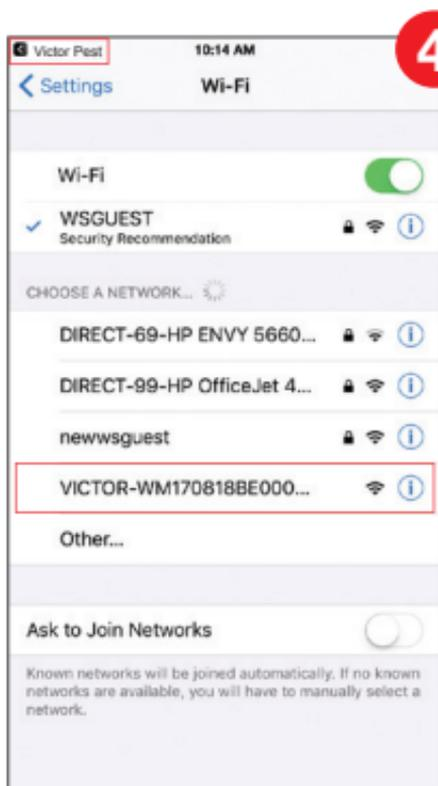 4
Victor Pest 10:14 AM
Settings Wi-Fi
Wi-Fi
WSGUEST
Security Recommendation
CHOOSE A NETWORK...
DIRECT-69-HP ENVY 5660...
DIRECT-99-HP OfficeJet 4...
newwsguest
VICTOR-WM170818BE000...
Other...
Ask to Join Networks
Known networks will be joined automatically. If no known
networks are available, you will have to manually select a
network.